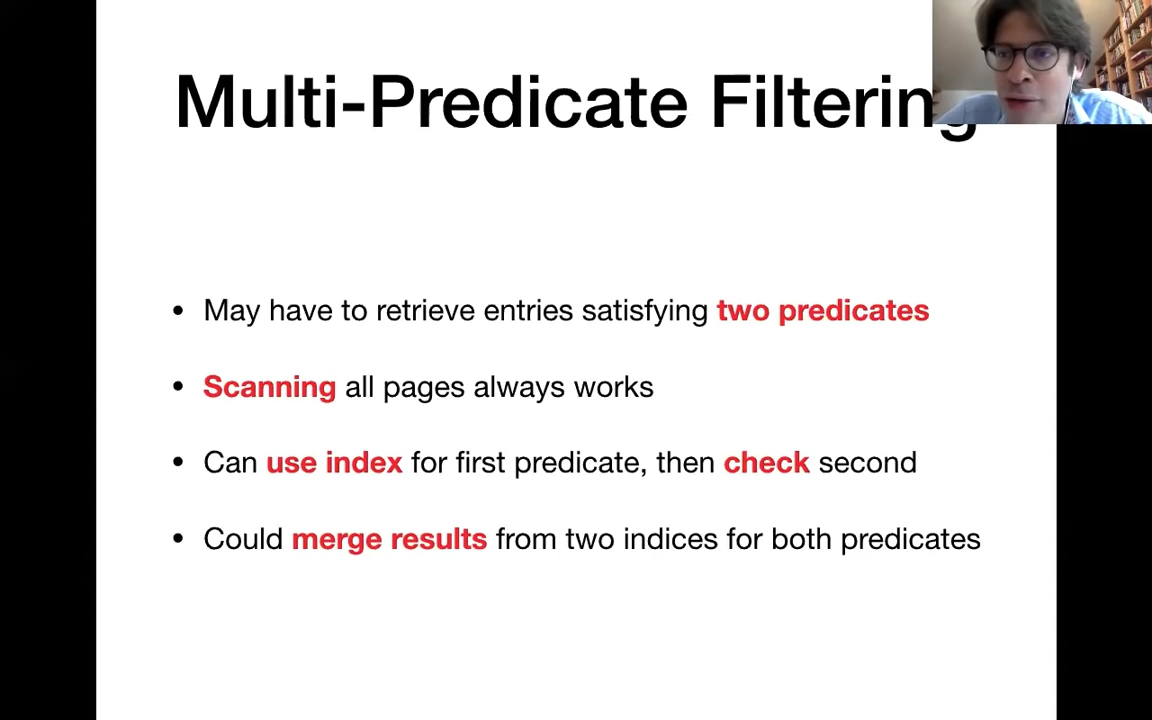 Multi-Predicate Filtering
• May have to retrieve entries satisfying two predicates
• Scanning all pages always works
• Can use index for first predicate, then check second
• Could merge results from two indices for both predicates